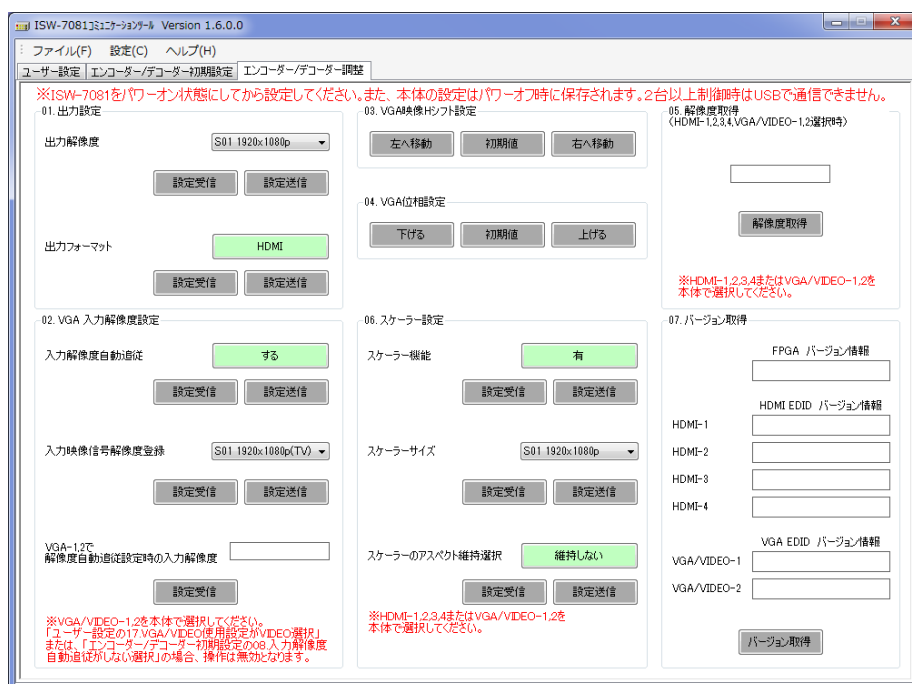 ISW-7081ｺﾐｭﾆｹｰｼｮﾝﾂｰﾙ Version 1.6.0.0
ファイル(F) 設定(C) ヘルプ(H)
ユーザー設定 エンコーダー/デコーダー初期設定 エンコーダー/デコーダー調整
※ISW-7081をパワーオン状態にしてから設定してください。また、本体の設定はパワーオフ時に保存されます。2台以上制御時はUSBで通信できません。
01. 出力設定
出力解像度 S01 1920x1080p
設定受信 設定送信
出力フォーマット HDMI
設定受信 設定送信
02. VGA 入力解像度設定
入力解像度自動追従 する
設定受信 設定送信
入力映像信号解像度登録 S01 1920x1080p(TV)
設定受信 設定送信
VGA-1,2で
解像度自動追従設定時の入力解像度
設定受信
※VGA/VIDEO-1,2を本体で選択してください。
「ユーザー設定の17.VGA/VIDEO使用設定がVIDEO選択」
または、「エンコーダー/デコーダー初期設定の08.入力解像度
自動追従がしない選択」の場合、操作は無効となります。
03. VGA映像Hシフト設定
左へ移動 初期値 右へ移動
04. VGA位相設定
下げる 初期値 上げる
06. スケーラー設定
スケーラー機能 有
設定受信 設定送信
スケーラーサイズ S01 1920x1080p
設定受信 設定送信
スケーラーのアスペクト維持選択 維持しない
設定受信 設定送信
※HDMI-1,2,3,4またはVGA/VIDEO-1,2を
本体で選択してください。
05. 解像度取得
(HDMI-1,2,3,4,VGA/VIDEO-1,2選択時)
解像度取得
※HDMI-1,2,3,4またはVGA/VIDEO-1,2を
本体で選択してください。
07. バージョン取得
FPGA バージョン情報
HDMI EDID バージョン情報
HDMI-1
HDMI-2
HDMI-3
HDMI-4
VGA EDID バージョン情報
VGA/VIDEO-1
VGA/VIDEO-2
バージョン取得